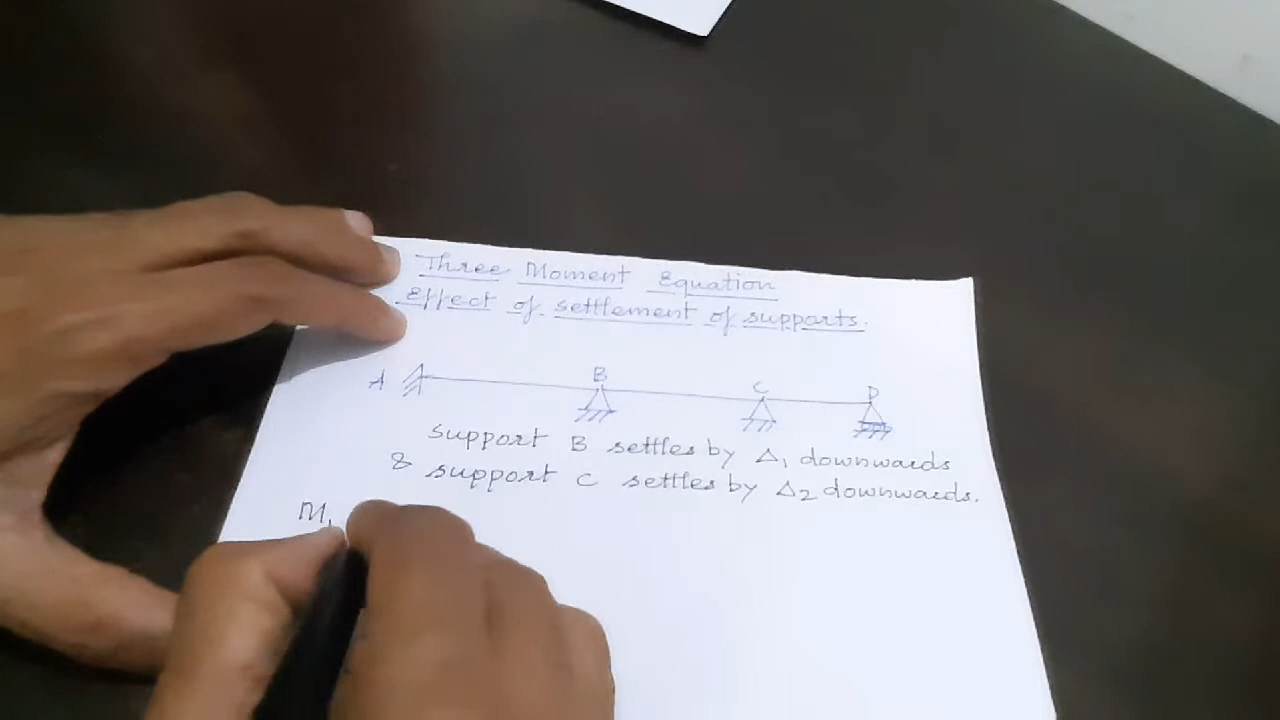 Three Moment Equation
Effect of settlement of supports.
A B C D
support B settles by Δ₁ downwards
& support C settles by Δ2 downwards.
M₁